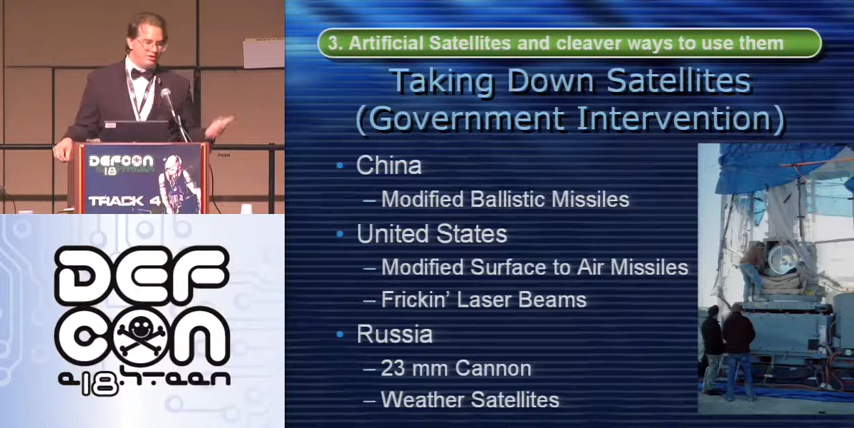 DEFCON
18
TRACK 4
DEF
CON
e18hteen
3. Artificial Satellites and cleaver ways to use them
Taking Down Satellites
(Government Intervention)
• China
– Modified Ballistic Missiles
• United States
– Modified Surface to Air Missiles
– Frickin' Laser Beams
• Russia
– 23 mm Cannon
– Weather Satellites